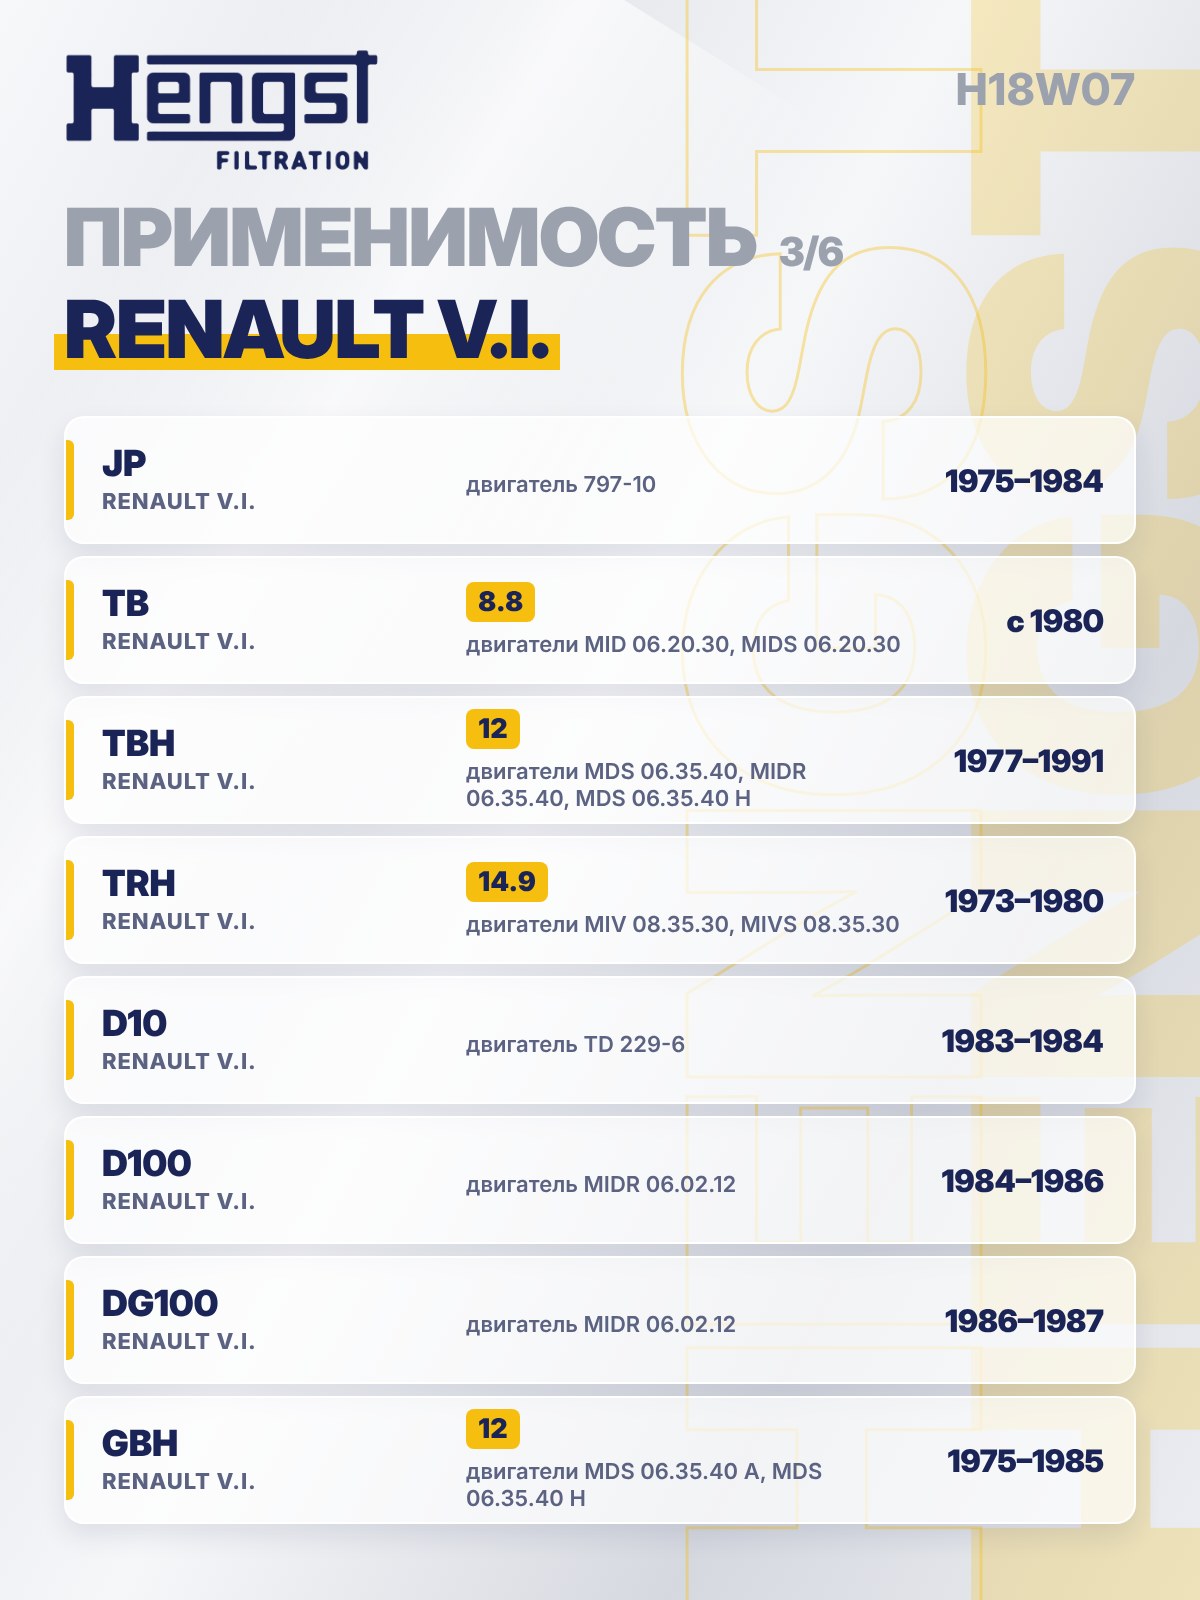 Hengst
FILTRATION
H18W07
ПРИМЕНИМОСТЬ 3/6
RENAULT V.I.
JP
RENAULT V.I.
двигатель 797-10
1975–1984
TB
RENAULT V.I.
8.8
двигатели MID 06.20.30, MIDS 06.20.30
с 1980
TBH
RENAULT V.I.
12
двигатели MDS 06.35.40, MIDR
06.35.40, MDS 06.35.40 H
1977–1991
TRH
RENAULT V.I.
14.9
двигатели MIV 08.35.30, MIVS 08.35.30
1973–1980
D10
RENAULT V.I.
двигатель TD 229-6
1983–1984
D100
RENAULT V.I.
двигатель MIDR 06.02.12
1984–1986
DG100
RENAULT V.I.
двигатель MIDR 06.02.12
1986–1987
GBH
RENAULT V.I.
12
двигатели MDS 06.35.40 A, MDS
06.35.40 H
1975–1985
HENGST
HENGST